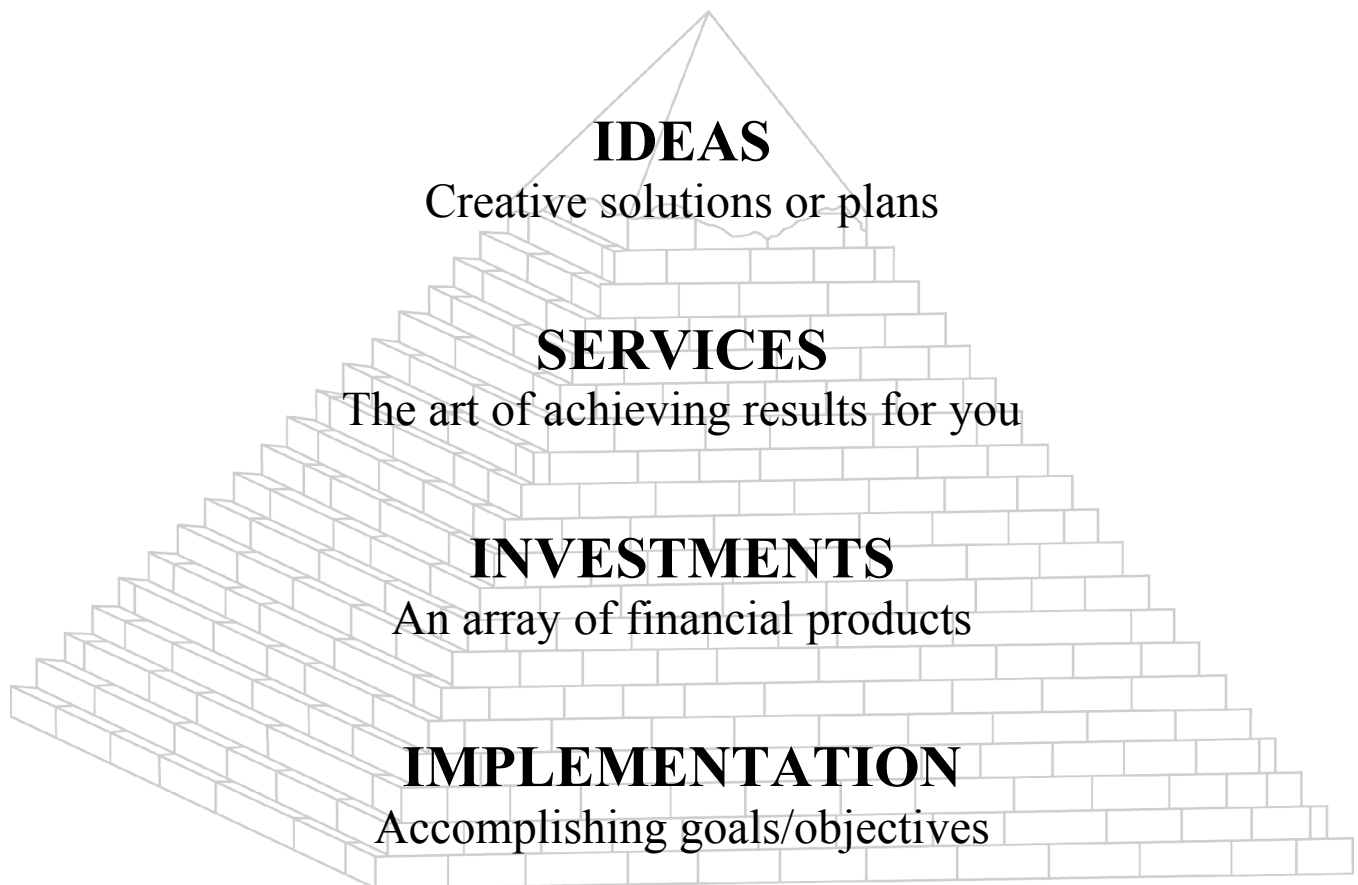 IDEAS
Creative solutions or plans
SERVICES
The art of achieving results for you
INVESTMENTS
An array of financial products
IMPLEMENTATION
Accomplishing goals/objectives